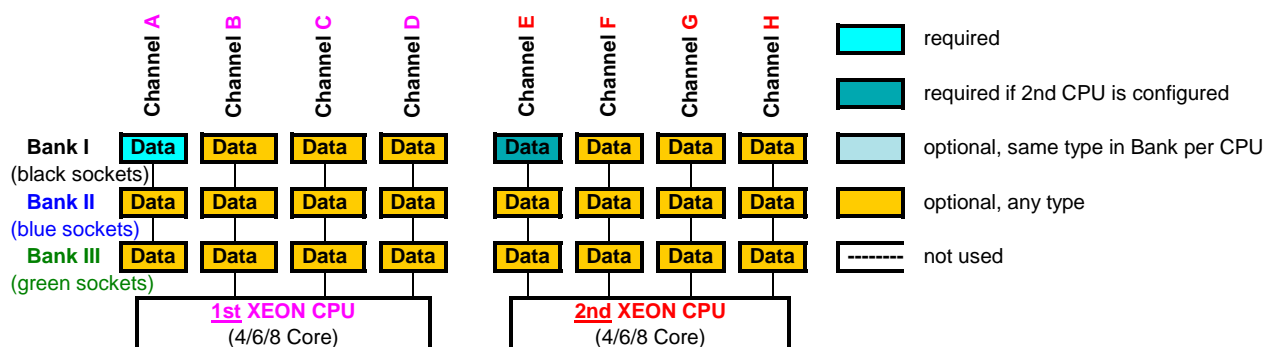 Channel A
Channel B
Channel C
Channel D
Channel E
Channel F
Channel G
Channel H
required
required if 2nd CPU is configured
Bank I Data Data Data Data Data Data Data Data optional, same type in Bank per CPU
(black sockets)
Bank II Data Data Data Data Data Data Data Data optional, any type
(blue sockets)
Bank III Data Data Data Data Data Data Data Data -------- not used
(green sockets)
1st XEON CPU 2nd XEON CPU
(4/6/8 Core) (4/6/8 Core)